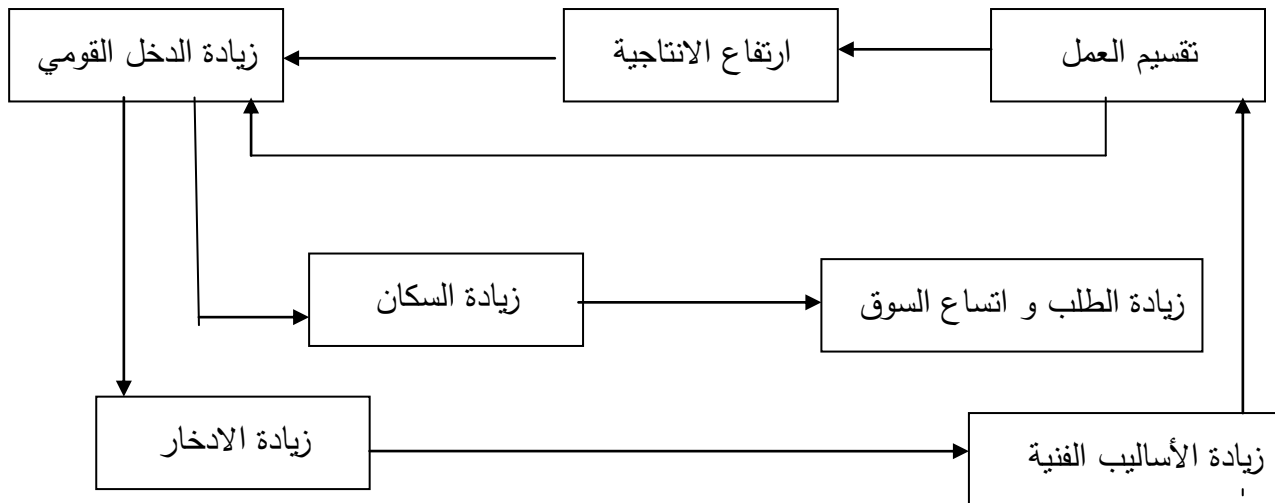 تقسيم العمل
ارتفاع الانتاجية
زيادة الدخل القومي
زيادة الطلب و اتساع السوق
زيادة السكان
زيادة الأساليب الفنية
زيادة الادخار